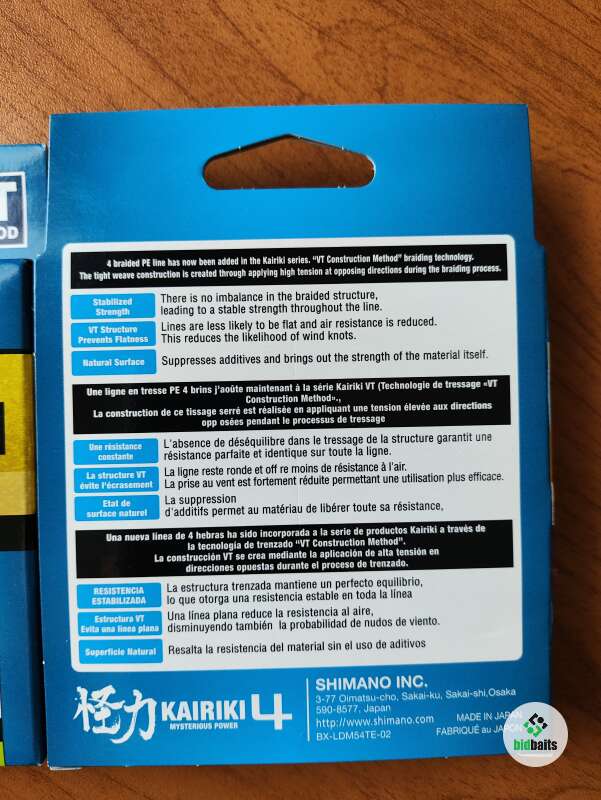 bidbaits
T
OD
4 braided PE line has now been added in the Kairiki series. "VT Construction Method" braiding technology.
The tight weave construction is created through applying high tension at opposing directions during the braiding process.
Stabilized
Strength
There is no imbalance in the braided structure,
leading to a stable strength throughout the line.
VT Structure
Prevents Flatness
Lines are less likely to be flat and air resistance is reduced.
This reduces the likelihood of wind knots.
Natural Surface
Suppresses additives and brings out the strength of the material itself.
Une ligne en tresse PE 4 brins j'aoûte maintenant à la série Kairiki VT (Technologie de tressage «VT
Construction Method».,
La construction de ce tissage serré est réalisée en appliquant une tension élevée aux directions
opp osées pendant le processus de tressage
Une résistance
constante
L'absence de déséquilibre dans le tressage de la structure garantit une
résistance parfaite et identique sur toute la ligne.
La structure VT
évite l'écrasement
La ligne reste ronde et off re moins de résistance à l'air.
La prise au vent est fortement réduite permettant une utilisation plus efficace.
Etat de
surface naturel
La suppression
d'additifs permet au matériau de libérer toute sa résistance,
Una nueva línea de 4 hebras ha sido incorporada a la serie de productos Kairiki a través de
la tecnología de trenzado "VT Construction Method".
La construcción VT se crea mediante la aplicación de alta tensión en
direcciones opuestas durante el proceso de trenzado.
RESISTENCIA
ESTABILIZADA
La estructura trenzada mantiene un perfecto equilibrio,
lo que otorga una resistencia estable en toda la línea
Estructura VT
Evita una línea plana
Una línea plana reduce la resistencia al aire,
disminuyendo también la probabilidad de nudos de viento.
Superficie Natural
Resalta la resistencia del material sin el uso de aditivos
怪力 KAIRIKI 4
MYSTERIOUS POWER
SHIMANO INC.
3-77 Oimatsu-cho, Sakai-ku, Sakai-shi, Osaka
590-8577, Japan
http://www.shimano.com
BX-LDM54TE-02
MADE IN JAPAN
FABRIQUÉ au JAPON
bidbaits